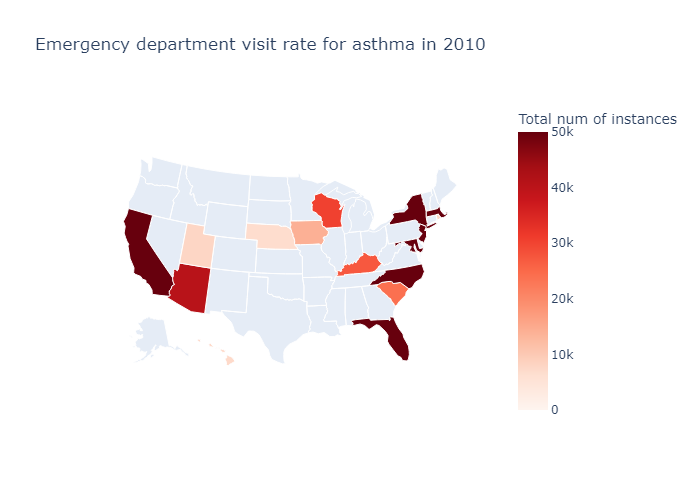 Emergency department visit rate for asthma in 2010
Total num of instances
50k
40k
30k
20k
10k
0